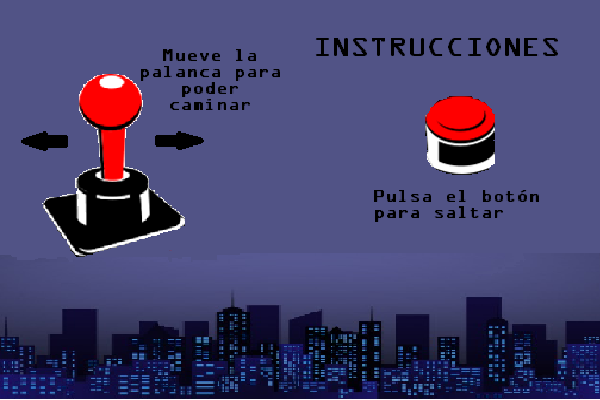 INSTRUCCIONES
Mueve la
palanca para
poder
caminar
Pulsa el botón
para saltar